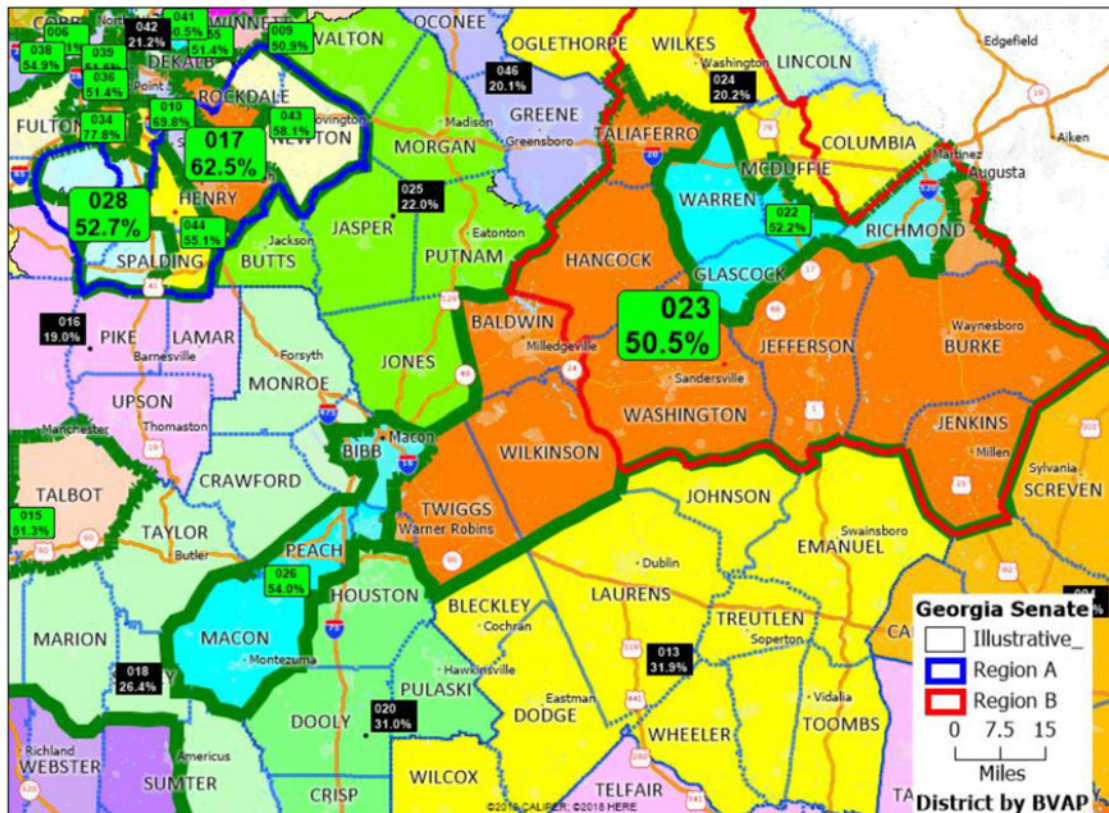 041
006
042
21.2%
MINNETT
009
50.9%
WALTON
OCONEE
OGLETHORPE
WILKES
Washington
LINCOLN
Edgefield
038
54.9%
039
DEKALB
51.4%
036
51.4%
Point
046
20.1%
024
20.2%
ROCKDALE
010
69.8%
043
58.1%
NEWTON
FULTON
034
77.8%
017
62.5%
Madison
MORGAN
GREENE
Greensboro
TALIAFERRO
COLUMBIA
Aiken
MCDUFFIE
Martinez
Augusta
028
52.7%
HENRY
044
55.1%
025
22.0%
JASPER
WARREN
022
52.2%
RICHMOND
SPALDING
Jackson
BUTTS
Eatonton
PUTNAM
HANCOCK
GLASCOCK
016
19.0%
PIKE
LAMAR
Barnesville
Forsyth
MONROE
JONES
BALDWIN
Milledgeville
023
50.5%
JEFFERSON
Waynesboro
BURKE
Sandersville
UPSON
Thomaston
Manchester
WASHINGTON
JENKINS
Millen
Macon
BIBB
WILKINSON
CRAWFORD
TALBOT
Sylvania
SCREVEN
JOHNSON
TWIGGS
Warner Robins
015
51.3%
TAYLOR
Butler
PEACH
Swainsboro
EMANUEL
026
54.0%
HOUSTON
Dublin
LAURENS
BLECKLEY
Cochran
TREUTLEN
Soperton
MARION
MACON
Montezuma
018
26.4%
013
31.9%
Hawkinsville
PULASKI
020
31.0%
DOOLY
Eastman
DODGE
WHEELER
Vidalia
TOOMBS
Richland
WEBSTER
Americus
SUMTER
CRISP
WILCOX
TELFAIR
Georgia Senate
Illustrative_
Region A
Region B
0 7.5 15
Miles
District by BVAP
©2018 CALIPER; ©2018 HERE